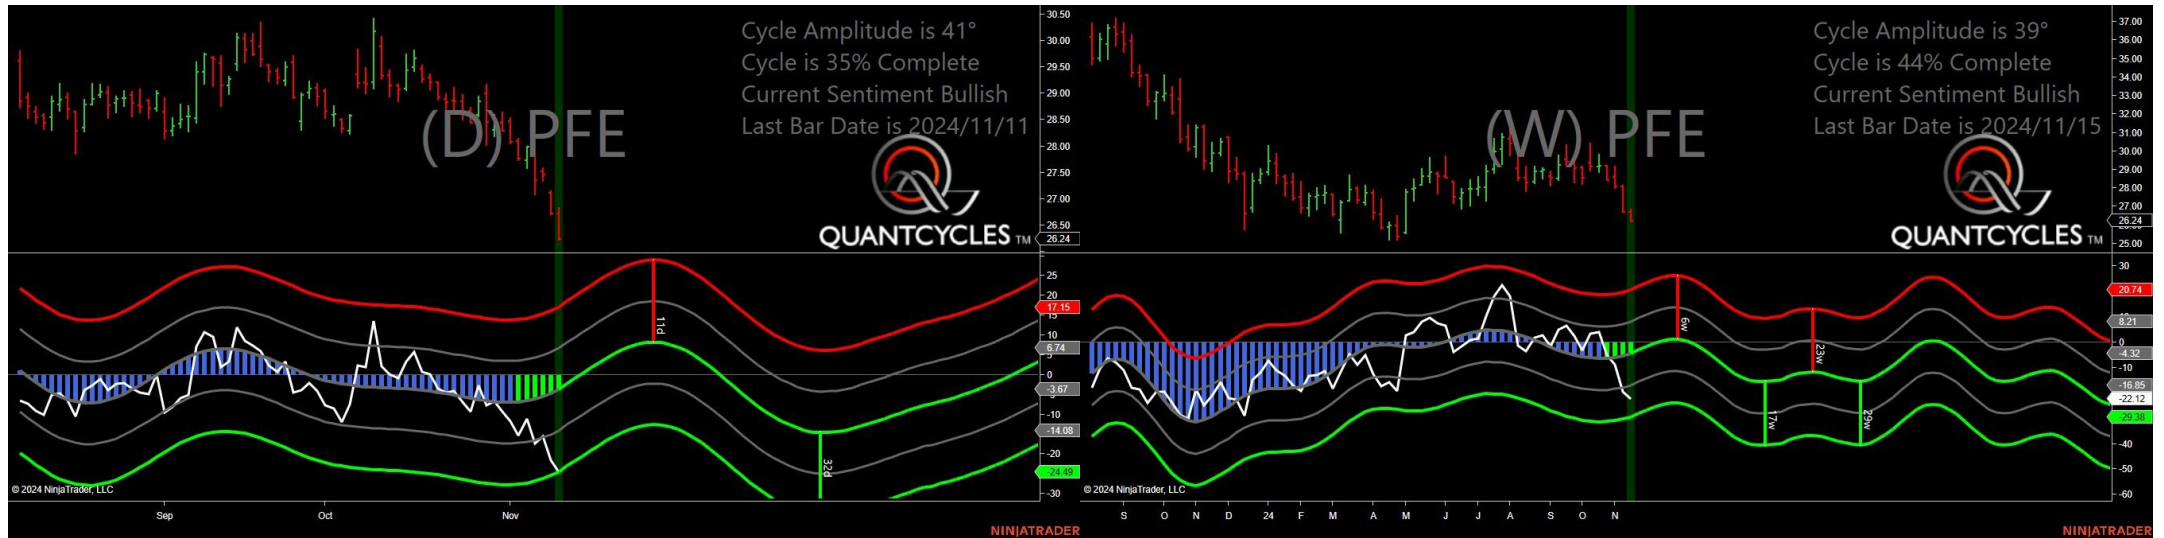 Cycle Amplitude is 41°
Cycle is 35% Complete
Current Sentiment Bullish
Last Bar Date is 2024/11/11
(D) PFE
QUANTCYCLES TM
30.50
30.00
29.50
29.00
28.50
28.00
27.50
27.00
26.50
26.24
25
17.15
15
10
6.74
5
0
-3.67
-10
-14.08
-20
-24.49
-30
11d
32d
© 2024 NinjaTrader, LLC
Sep
Oct
Nov
NINJATRADER
Cycle Amplitude is 39°
Cycle is 44% Complete
Current Sentiment Bullish
Last Bar Date is 2024/11/15
(W) PFE
QUANTCYCLES TM
37.00
36.00
35.00
34.00
33.00
32.00
31.00
30.00
29.00
28.00
27.00
26.24
25.00
30
20.74
8.21
0
-4.32
-10
-16.85
-22.12
-29.38
-40
-50
-60
6w
17w
23w
29w
© 2024 NinjaTrader, LLC
S
O
N
D
24
F
M
A
M
J
J
A
S
O
N
NINJATRADER